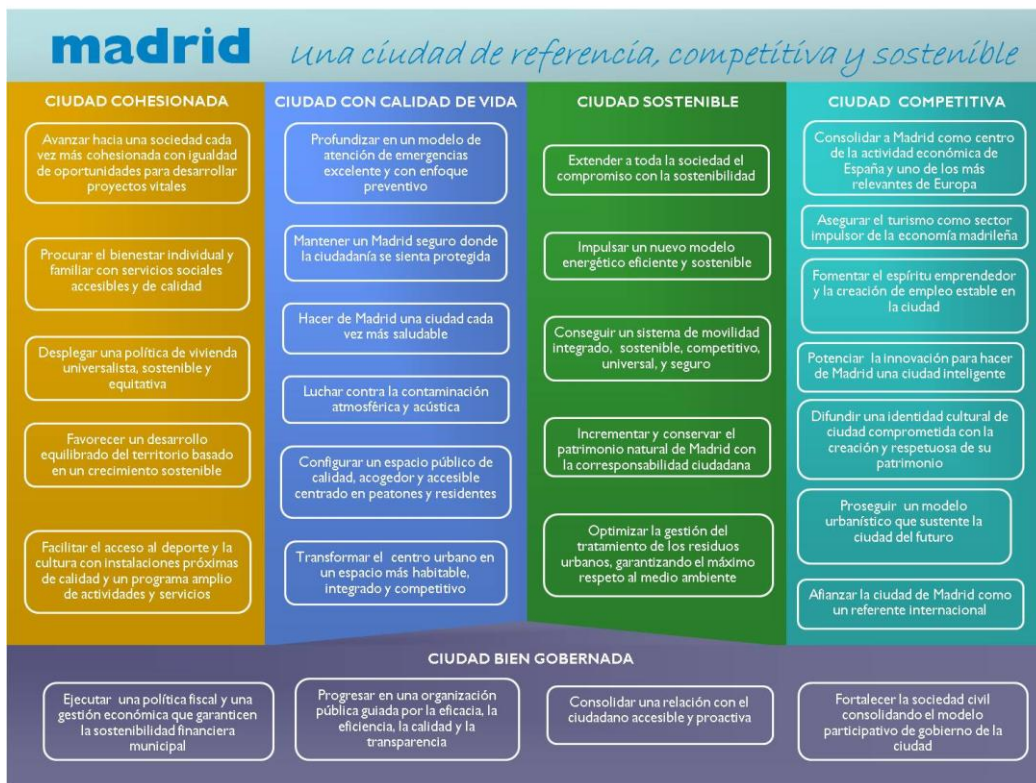 madrid una ciudad de referencia, competitiva y sostenible
CIUDAD COHESIONADA
Avanzar hacia una sociedad cada
vez más cohesionada con igualdad
de oportunidades para desarrollar
proyectos vitales
Procurar el bienestar individual y
familiar con servicios sociales
accesibles y de calidad
Desplegar una política de vivienda
universalista, sostenible y
equitativa
Favorecer un desarrollo
equilibrado del territorio basado
en un crecimiento sostenible
Facilitar el acceso al deporte y la
cultura con instalaciones próximas
de calidad y un programa amplio
de actividades y servicios
CIUDAD CON CALIDAD DE VIDA
Profundizar en un modelo de
atención de emergencias
excelente y con enfoque
preventivo
Mantener un Madrid seguro donde
la ciudadanía se sienta protegida
Hacer de Madrid una ciudad cada
vez más saludable
Luchar contra la contaminación
atmosférica y acústica
Configurar un espacio público de
calidad, acogedor y accesible
centrado en peatones y residentes
Transformar el centro urbano en
un espacio más habitable,
integrado y competitivo
CIUDAD SOSTENIBLE
Extender a toda la sociedad el
compromiso con la sostenibilidad
Impulsar un nuevo modelo
energético eficiente y sostenible
Conseguir un sistema de movilidad
integrado, sostenible, competitivo,
universal, y seguro
Incrementar y conservar el
patrimonio natural de Madrid con
la corresponsabilidad ciudadana
Optimizar la gestión del
tratamiento de los residuos
urbanos, garantizando el máximo
respeto al medio ambiente
CIUDAD COMPETITIVA
Consolidar a Madrid como centro
de la actividad económica de
España y uno de los más
relevantes de Europa
Asegurar el turismo como sector
impulsor de la economía madrileña
Fomentar el espíritu emprendedor
y la creación de empleo estable en
la ciudad
Potenciar la innovación para hacer
de Madrid una ciudad inteligente
Difundir una identidad cultural de
ciudad comprometida con la
creación y respetuosa de su
patrimonio
Proseguir un modelo
urbanístico que sustente la
ciudad del futuro
Afianzar la ciudad de Madrid como
un referente internacional
CIUDAD BIEN GOBERNADA
Ejecutar una política fiscal y una
gestión económica que garanticen
la sostenibilidad financiera
municipal
Progresar en una organización
pública guiada por la eficacia, la
eficiencia, la calidad y la
transparencia
Consolidar una relación con el
ciudadano accesible y proactiva
Fortalecer la sociedad civil
consolidando el modelo
participativo de gobierno de la
ciudad